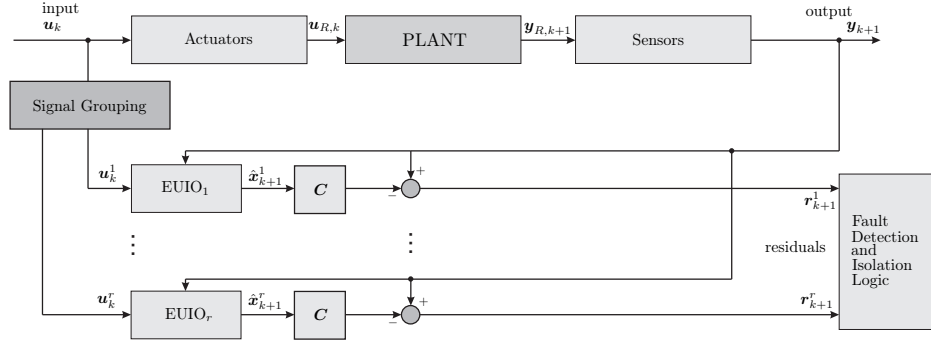 input
output
u_k
u_{R,k}
y_{R,k+1}
y_{k+1}
Actuators
PLANT
Sensors
Signal Grouping
u_k^1
EUIO_1
x̂_{k+1}^1
C
−
+
r_{k+1}^1
residuals
Fault
Detection
and
Isolation
Logic
u_k^r
EUIO_r
x̂_{k+1}^r
C
−
+
r_{k+1}^r